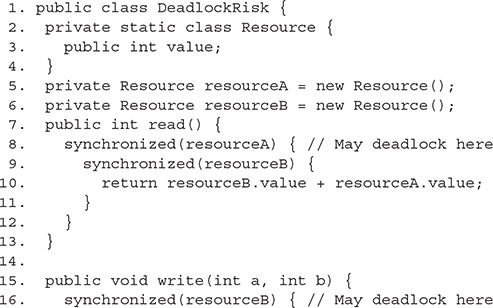 1. public class DeadlockRisk {
2. private static class Resource {
3. public int value;
4. }
5. private Resource resourceA = new Resource();
6. private Resource resourceB = new Resource();
7. public int read() {
8. synchronized(resourceA) { // May deadlock here
9. synchronized(resourceB) {
10. return resourceB.value + resourceA.value;
11. }
12. }
13. }
14.
15. public void write(int a, int b) {
16. synchronized(resourceB) { // May deadlock here